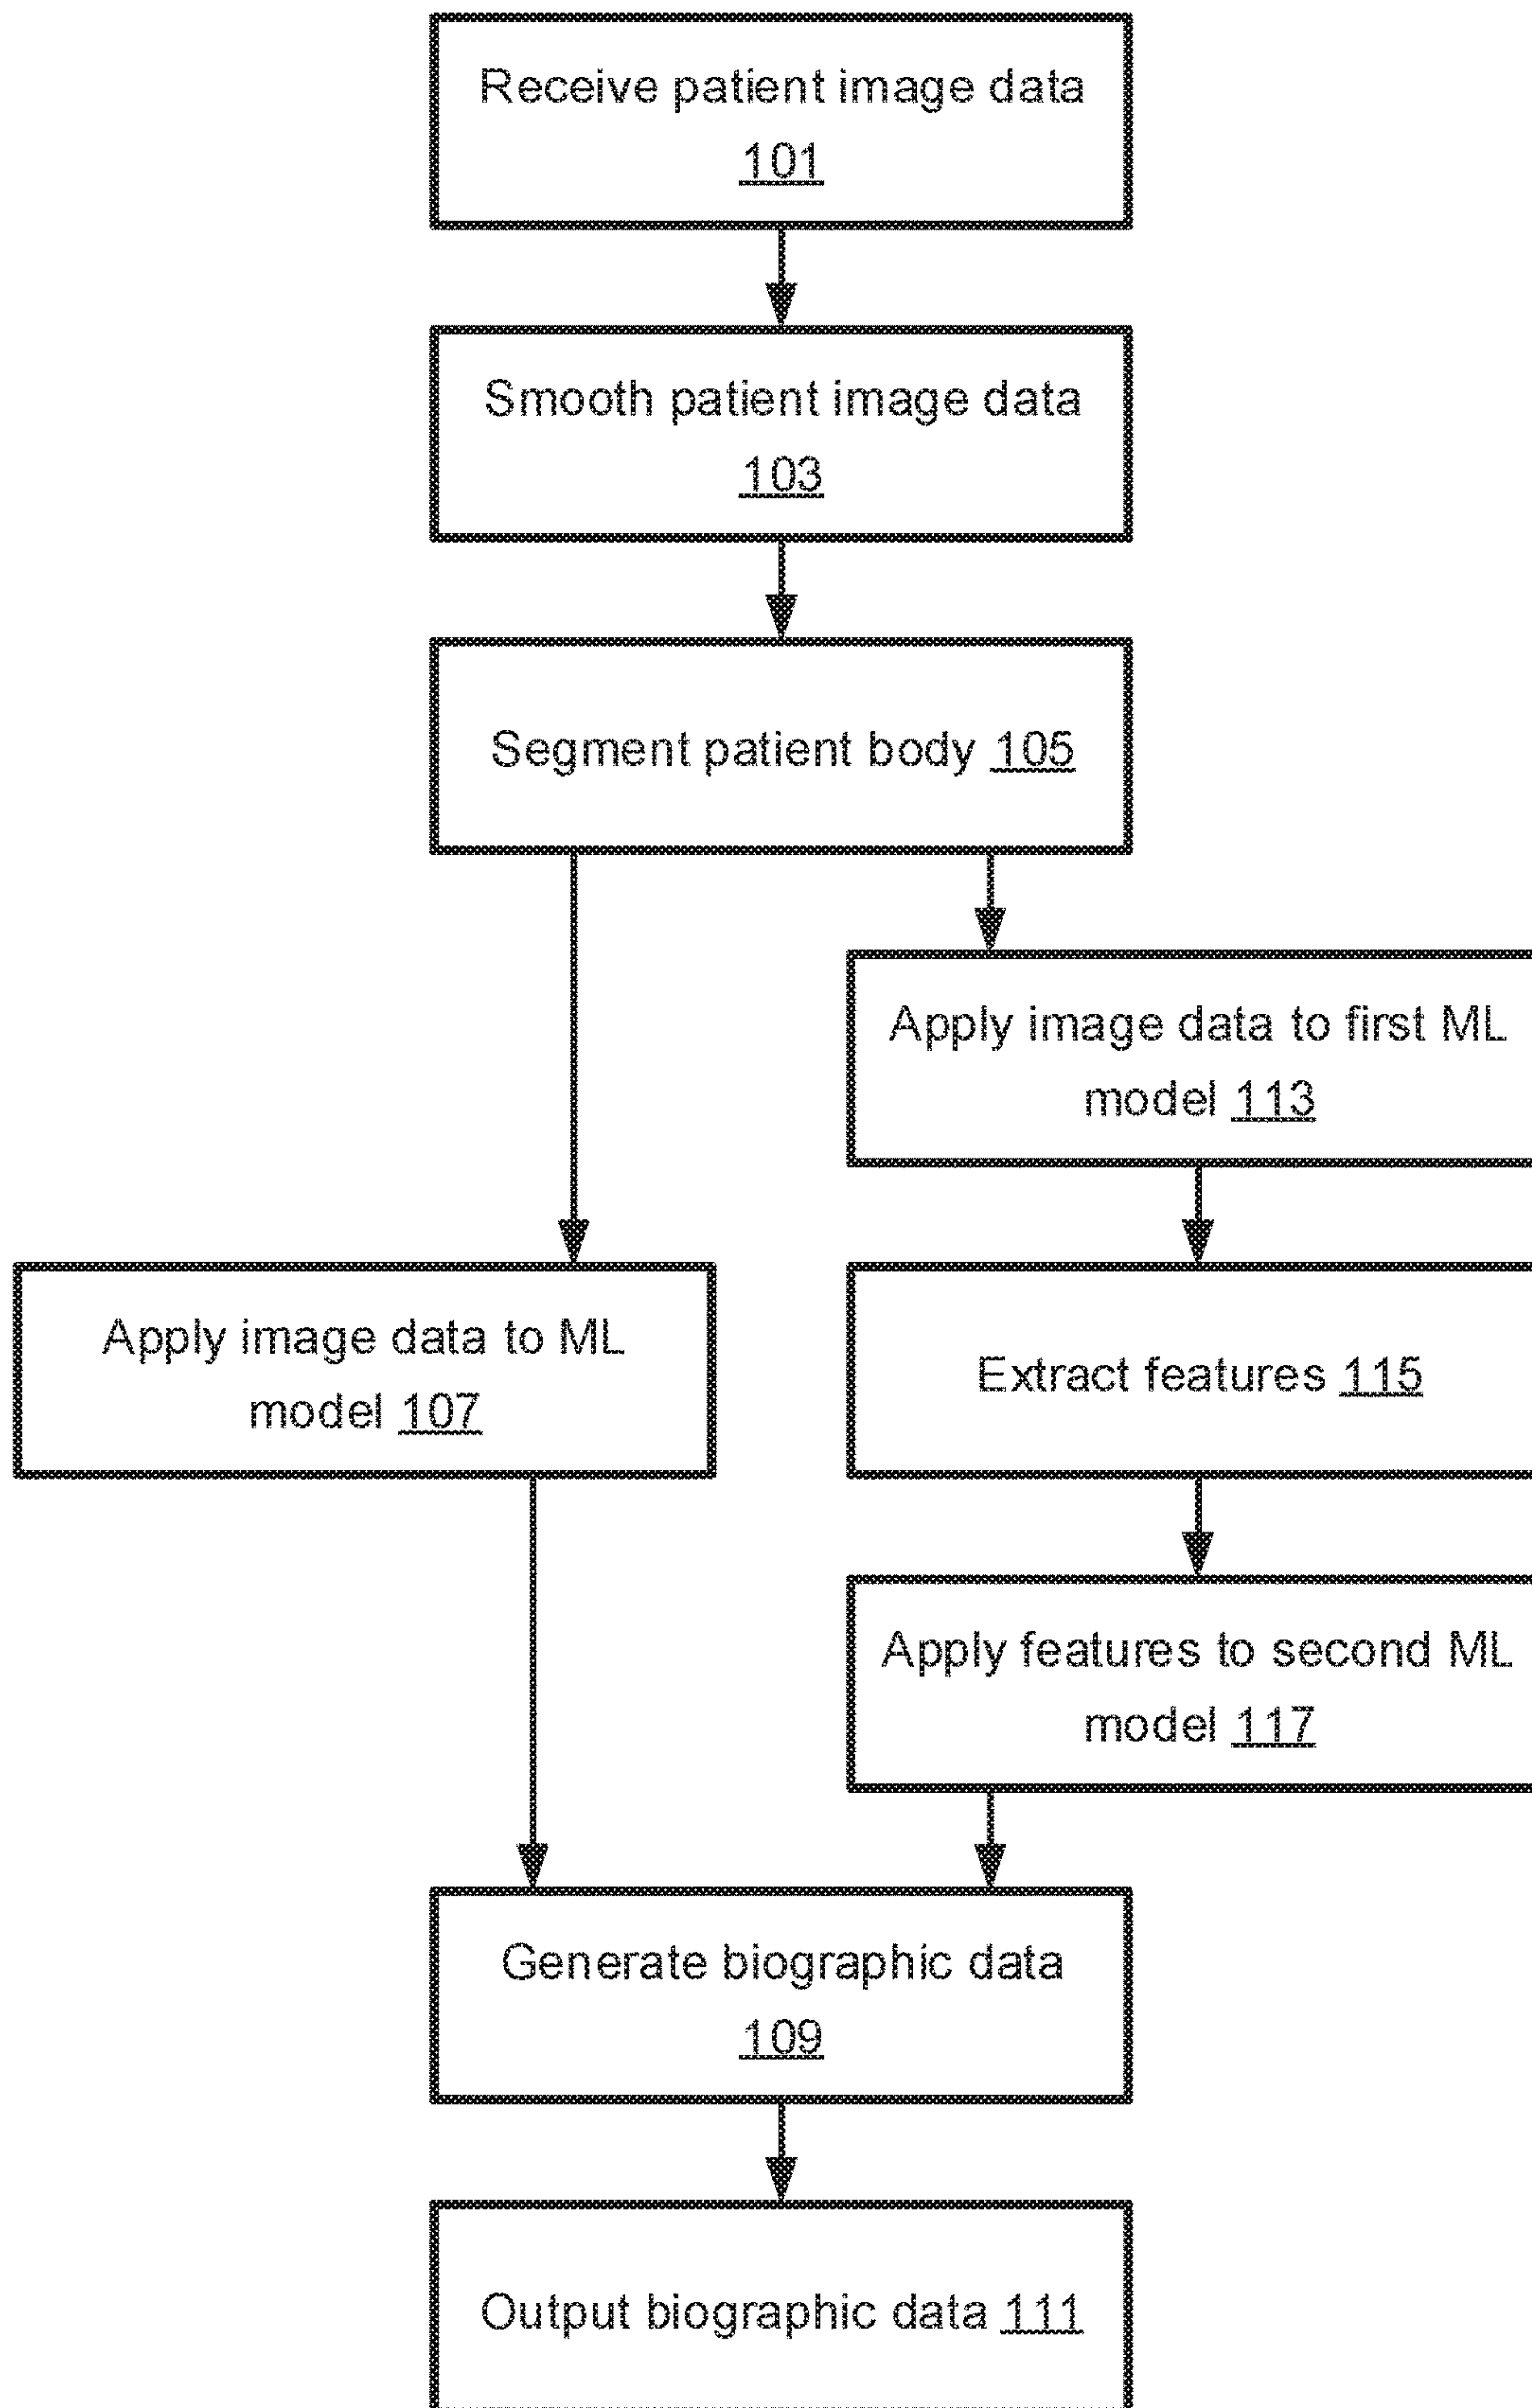 Receive patient image data
101
Smooth patient image data
103
Segment patient body 105
Apply image data to first ML
model 113
Apply image data to ML
model 107
Extract features 115
Apply features to second ML
model 117
Generate biographic data
109
Output biographic data 111